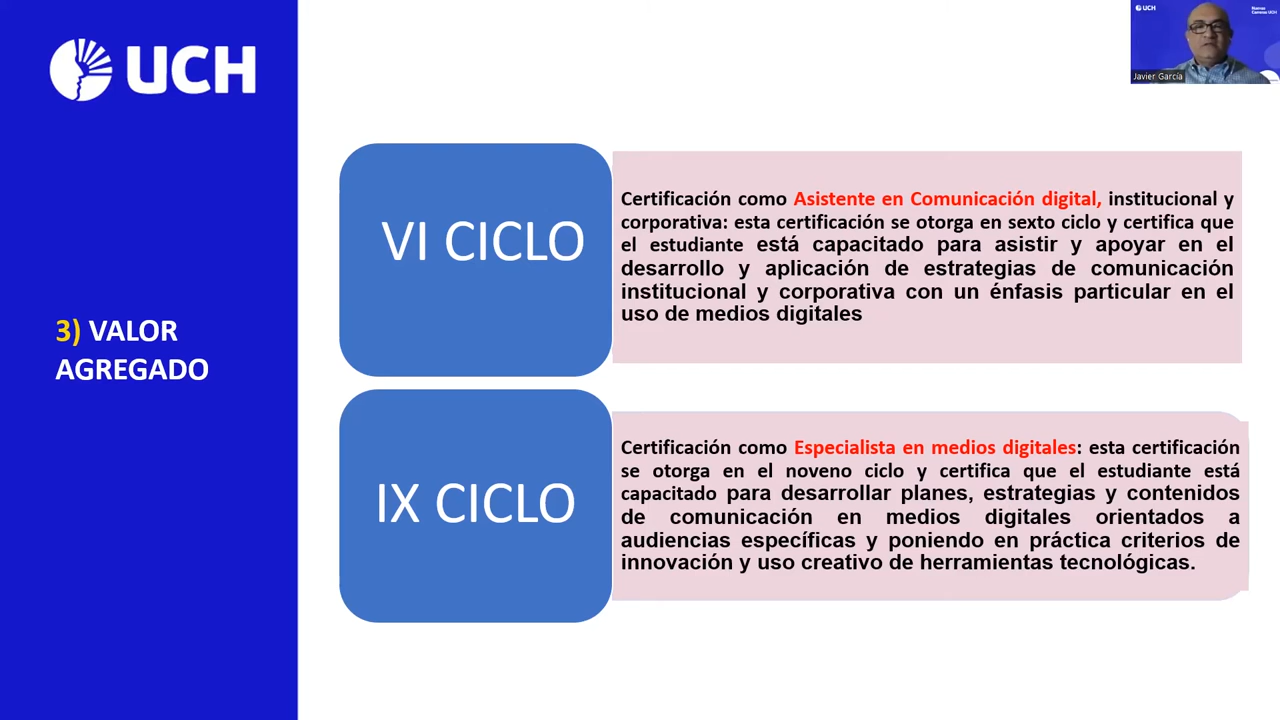 UCH
3) VALOR
AGREGADO
VI CICLO
Certificación como Asistente en Comunicación digital, institucional y
corporativa: esta certificación se otorga en sexto ciclo y certifica que
el estudiante está capacitado para asistir y apoyar en el
desarrollo y aplicación de estrategias de comunicación
institucional y corporativa con un énfasis particular en el
uso de medios digitales
IX CICLO
Certificación como Especialista en medios digitales: esta certificación
se otorga en el noveno ciclo y certifica que el estudiante está
capacitado para desarrollar planes, estrategias y contenidos
de comunicación en medios digitales orientados a
audiencias específicas y poniendo en práctica criterios de
innovación y uso creativo de herramientas tecnológicas.
UCH
Javier García